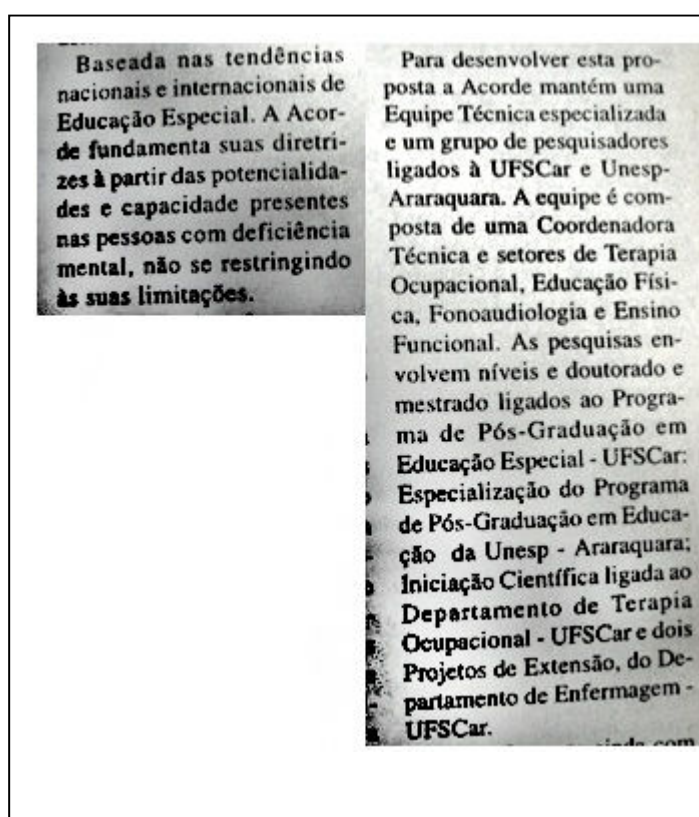 Baseada nas tendências
nacionais e internacionais de
Educação Especial. A Acor-
de fundamenta suas diretri-
zes à partir das potencialida-
des e capacidade presentes
nas pessoas com deficiência
mental, não se restringindo
às suas limitações.
Para desenvolver esta pro-
posta a Acorde mantém uma
Equipe Técnica especializada
e um grupo de pesquisadores
ligados à UFSCar e Unesp-
Araraquara. A equipe é com-
posta de uma Coordenadora
Técnica e setores de Terapia
Ocupacional, Educação Físi-
ca, Fonoaudiologia e Ensino
Funcional. As pesquisas en-
volvem níveis e doutorado e
mestrado ligados ao Progra-
ma de Pós-Graduação em
Educação Especial - UFSCar:
Especialização do Programa
de Pós-Graduação em Educa-
ção da Unesp - Araraquara;
Iniciação Científica ligada ao
Departamento de Terapia
Ocupacional - UFSCar e dois
Projetos de Extensão, do De-
partamento de Enfermagem -
UFSCar.